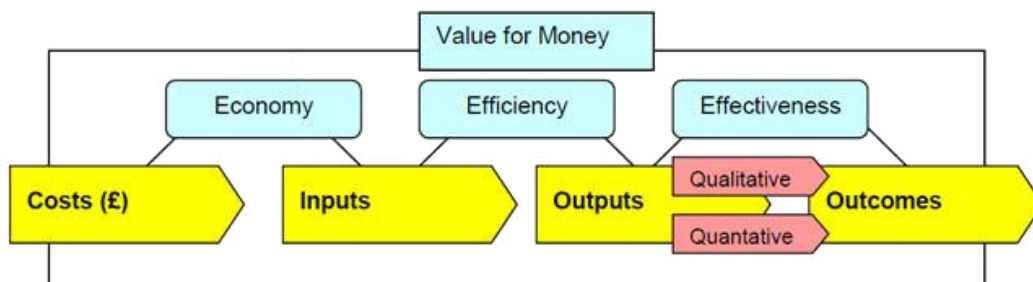 Value for Money
Economy
Efficiency
Effectiveness
Costs (£)
Inputs
Outputs
Qualitative
Quantative
Outcomes